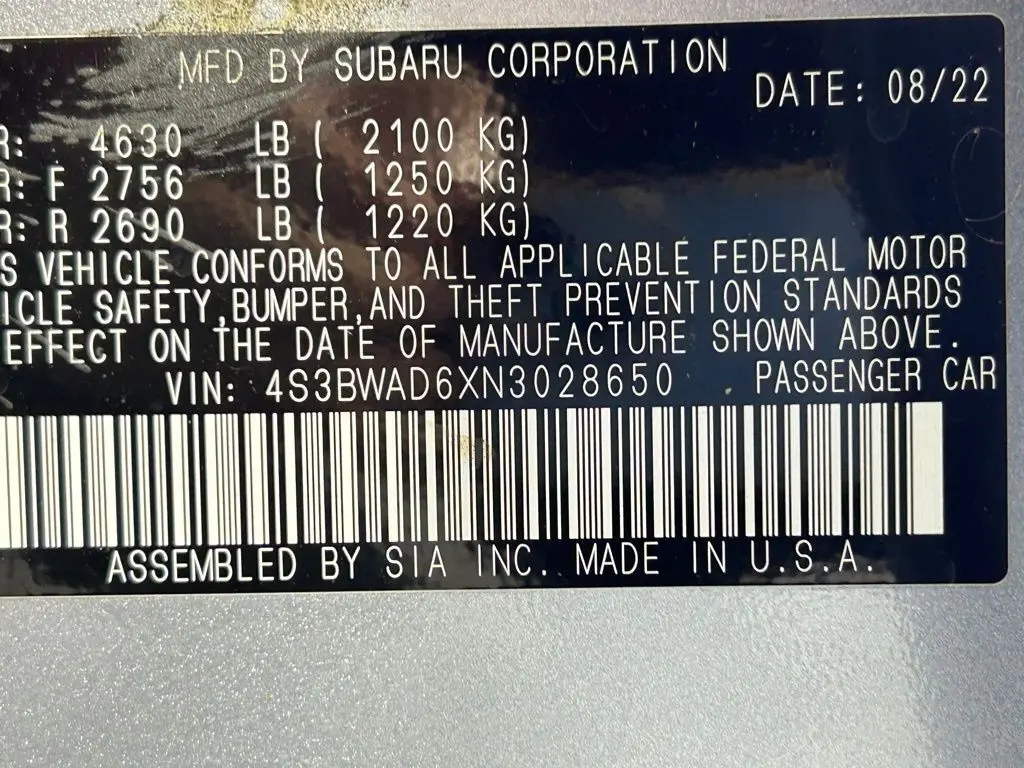 MFD BY SUBARU CORPORATION
DATE: 08/22
R: 4630 LB ( 2100 KG)
R: F 2756 LB ( 1250 KG)
R: R 2690 LB ( 1220 KG)
S VEHICLE CONFORMS TO ALL APPLICABLE FEDERAL MOTOR
ICLE SAFETY,BUMPER,AND THEFT PREVENTION STANDARDS
EFFECT ON THE DATE OF MANUFACTURE SHOWN ABOVE.
VIN: 4S3BWAD6XN3028650 PASSENGER CAR
ASSEMBLED BY SIA INC. MADE IN U.S.A.